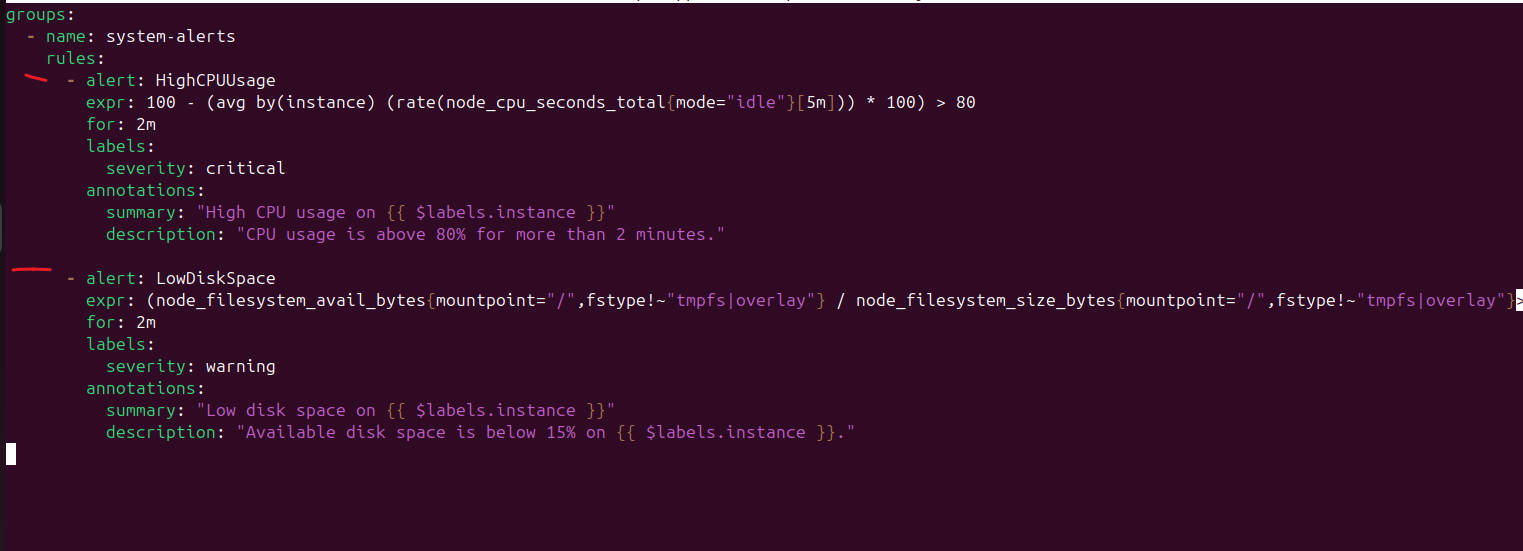 groups:
  - name: system-alerts
    rules:
      - alert: HighCPUUsage
        expr: 100 - (avg by(instance) (rate(node_cpu_seconds_total{mode="idle"}[5m])) * 100) > 80
        for: 2m
        labels:
          severity: critical
        annotations:
          summary: "High CPU usage on {{ $labels.instance }}"
          description: "CPU usage is above 80% for more than 2 minutes."

      - alert: LowDiskSpace
        expr: (node_filesystem_avail_bytes{mountpoint="/",fstype!~"tmpfs|overlay"} / node_filesystem_size_bytes{mountpoint="/",fstype!~"tmpfs|overlay"}>
        for: 2m
        labels:
          severity: warning
        annotations:
          summary: "Low disk space on {{ $labels.instance }}"
          description: "Available disk space is below 15% on {{ $labels.instance }}."